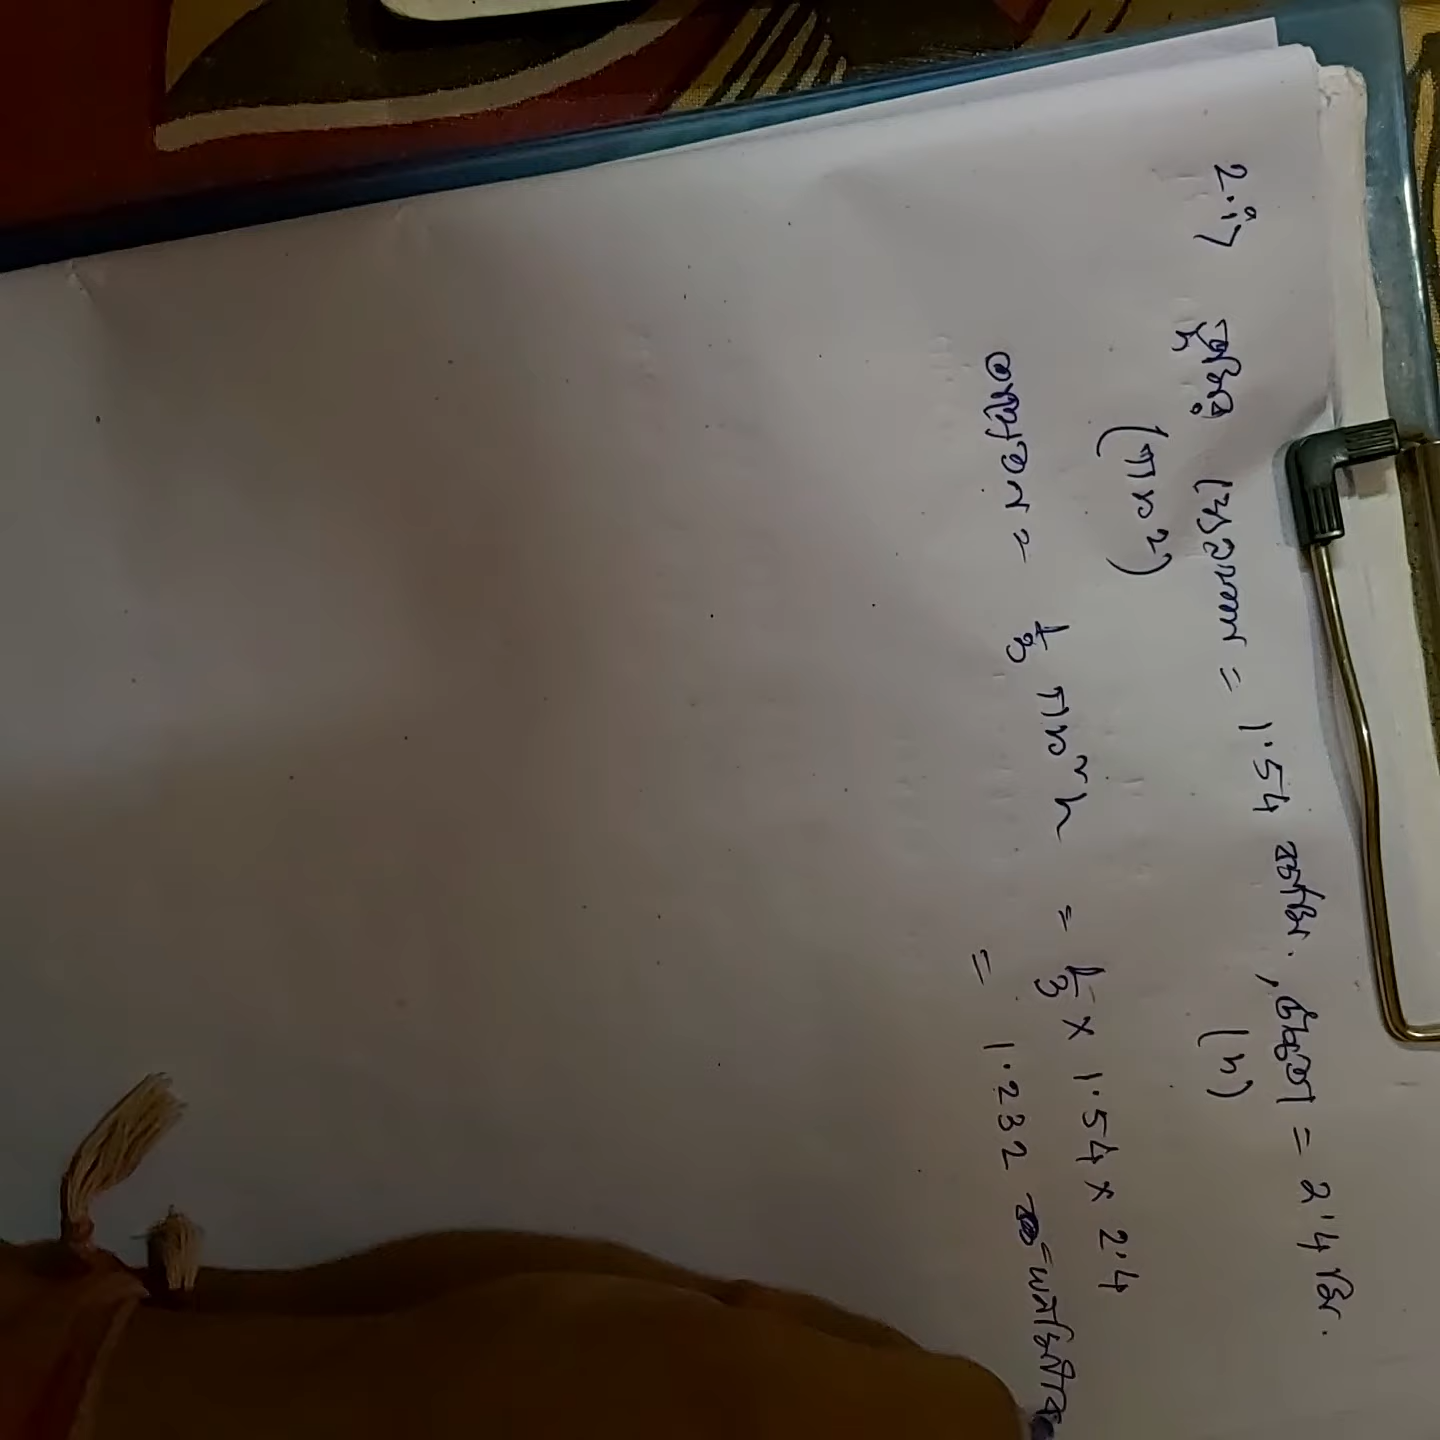 2.i) ভূমির ক্ষেত্রফল = 1.54 বর্গমি., উচ্চতা = 2.4 মি.
(πr²) (h)
আয়তন = 1/3 πr²h = 1/3 × 1.54 × 2.4
= 1.232 ঘনমিটার